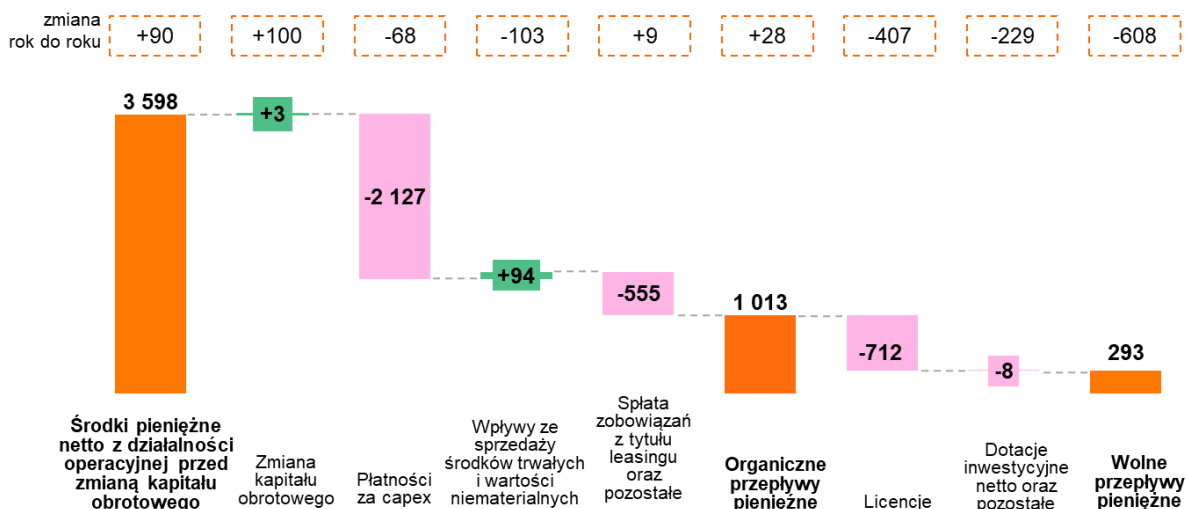 zmiana
rok do roku
+90
+100
-68
-103
+9
+28
-407
-229
-608
3 598
+3
-2 127
+94
-555
1 013
-712
-8
293
Środki pieniężne
netto z działalności
operacyjnej przed
zmianą kapitału
obrotowego
Zmiana
kapitału
obrotowego
Płatności
za capex
Wpływy ze
sprzedaży
środków trwałych
i wartości
niematerialnych
Spłata
zobowiązań
z tytułu
leasingu
oraz
pozostałe
Organiczne
przepływy
pienieźne
Licencje
Dotacje
inwestycyjne
netto oraz
pozostałe
Wolne
przepływy
pieniężne